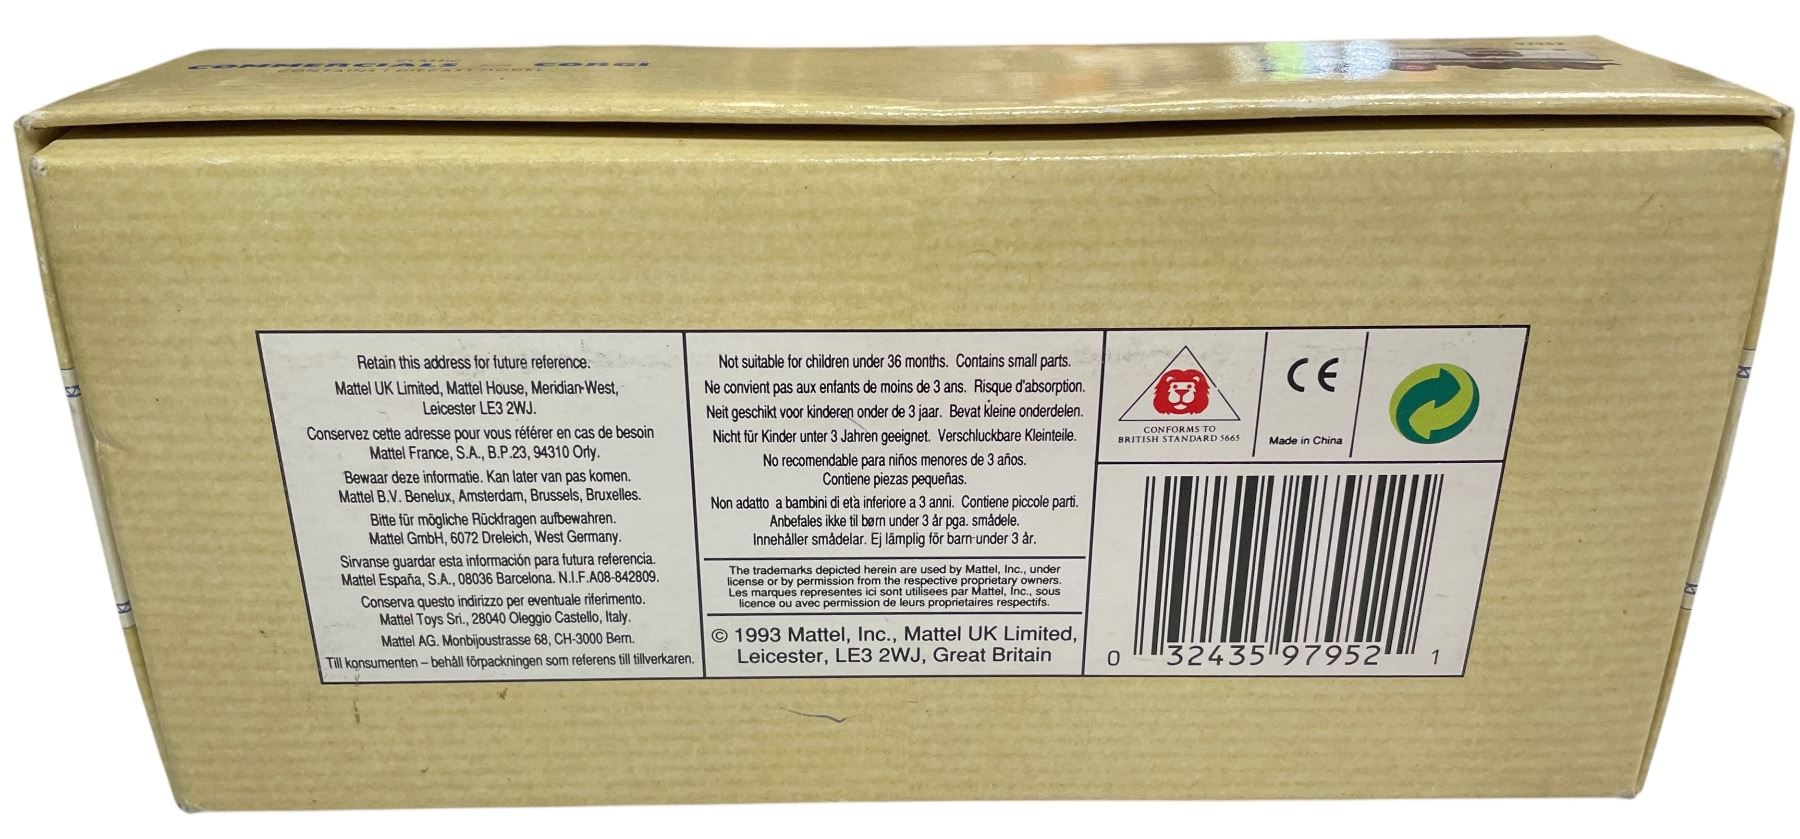 COMMERCIALS CORGI
Retain this address for future reference.
Mattel UK Limited, Mattel House, Meridian West,
Leicester LE3 2WJ.
Conservez cette adresse pour vous référer en cas de besoin
Mattel France, S.A., B.P.23, 94310 Orly.
Bewaar deze informatie. Kan later van pas komen.
Mattel B.V. Benelux, Amsterdam, Brussels, Bruxelles.
Bitte für mögliche Rückfragen aufbewahren.
Mattel GmbH, 6072 Dreleich, West Germany.
Sirvanse guardar esta información para futura referencia.
Mattel España, S.A., 08036 Barcelona. N.I.F.A08-842809.
Conserva questo indirizzo per eventuale riferimento.
Mattel Toys Sri., 28040 Oleggio Castello, Italy.
Mattel AG. Monbijoustrasse 68, CH-3000 Bern.
Till konsumenten – behåll förpackningen som referens till tillverkaren.
Not suitable for children under 36 months. Contains small parts.
Ne convient pas aux enfants de moins de 3 ans. Risque d'absorption.
Neit geschikt voor kinderen onder de 3 jaar. Bevat kleine onderdelen.
Nicht für Kinder unter 3 Jahren geeignet. Verschluckbare Kleinteile.
No recomendable para niños menores de 3 años.
Contiene piezas pequeñas.
Non adatto a bambini di età inferiore a 3 anni. Contiene piccole parti.
Anbefales ikke til børn under 3 år pga. smådele.
Innehåller smådelar. Ej lämplig för barn under 3 år.
The trademarks depicted herein are used by Mattel, Inc., under
license or by permission from the respective proprietary owners.
Les marques representes ici sont utilisees par Mattel, Inc., sous
licence ou avec permission de leurs proprietaires respectifs.
© 1993 Mattel, Inc., Mattel UK Limited,
Leicester, LE3 2WJ, Great Britain
CONFORMS TO
BRITISH STANDARD 5665
CE
Made in China
0 32435 97952 1